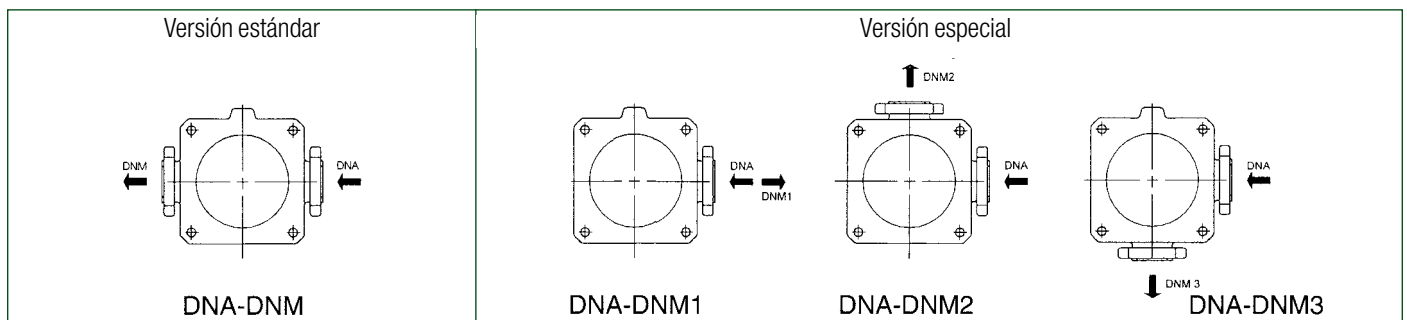 Versión estándar
DNM
DNA
DNA-DNM
Versión especial
DNA
DNM1
DNA-DNM1
DNM2
DNA
DNA-DNM2
DNA
DNM 3
DNA-DNM3